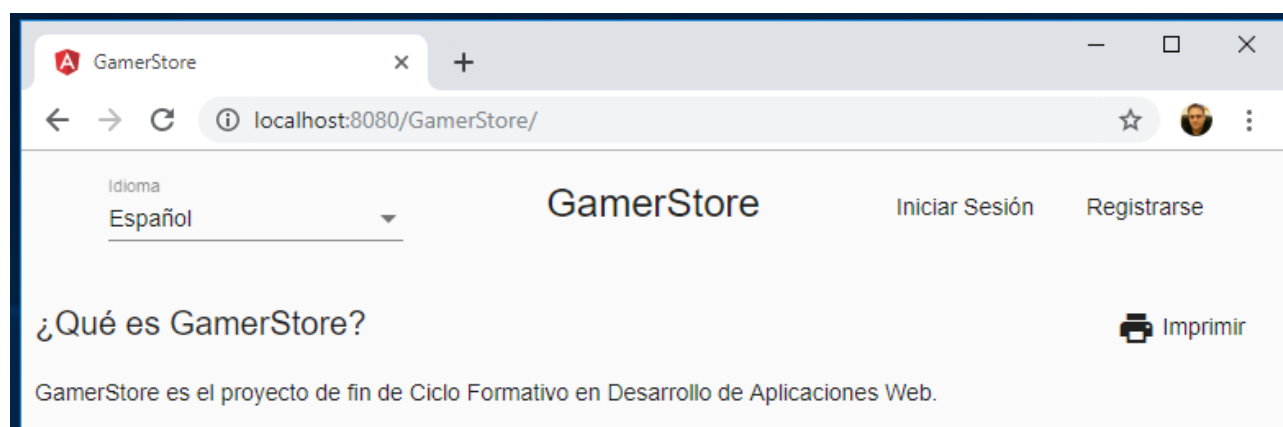 GamerStore
localhost:8080/GamerStore/
Idioma
Español
GamerStore
Iniciar Sesión
Registrarse
¿Qué es GamerStore?
Imprimir
GamerStore es el proyecto de fin de Ciclo Formativo en Desarrollo de Aplicaciones Web.